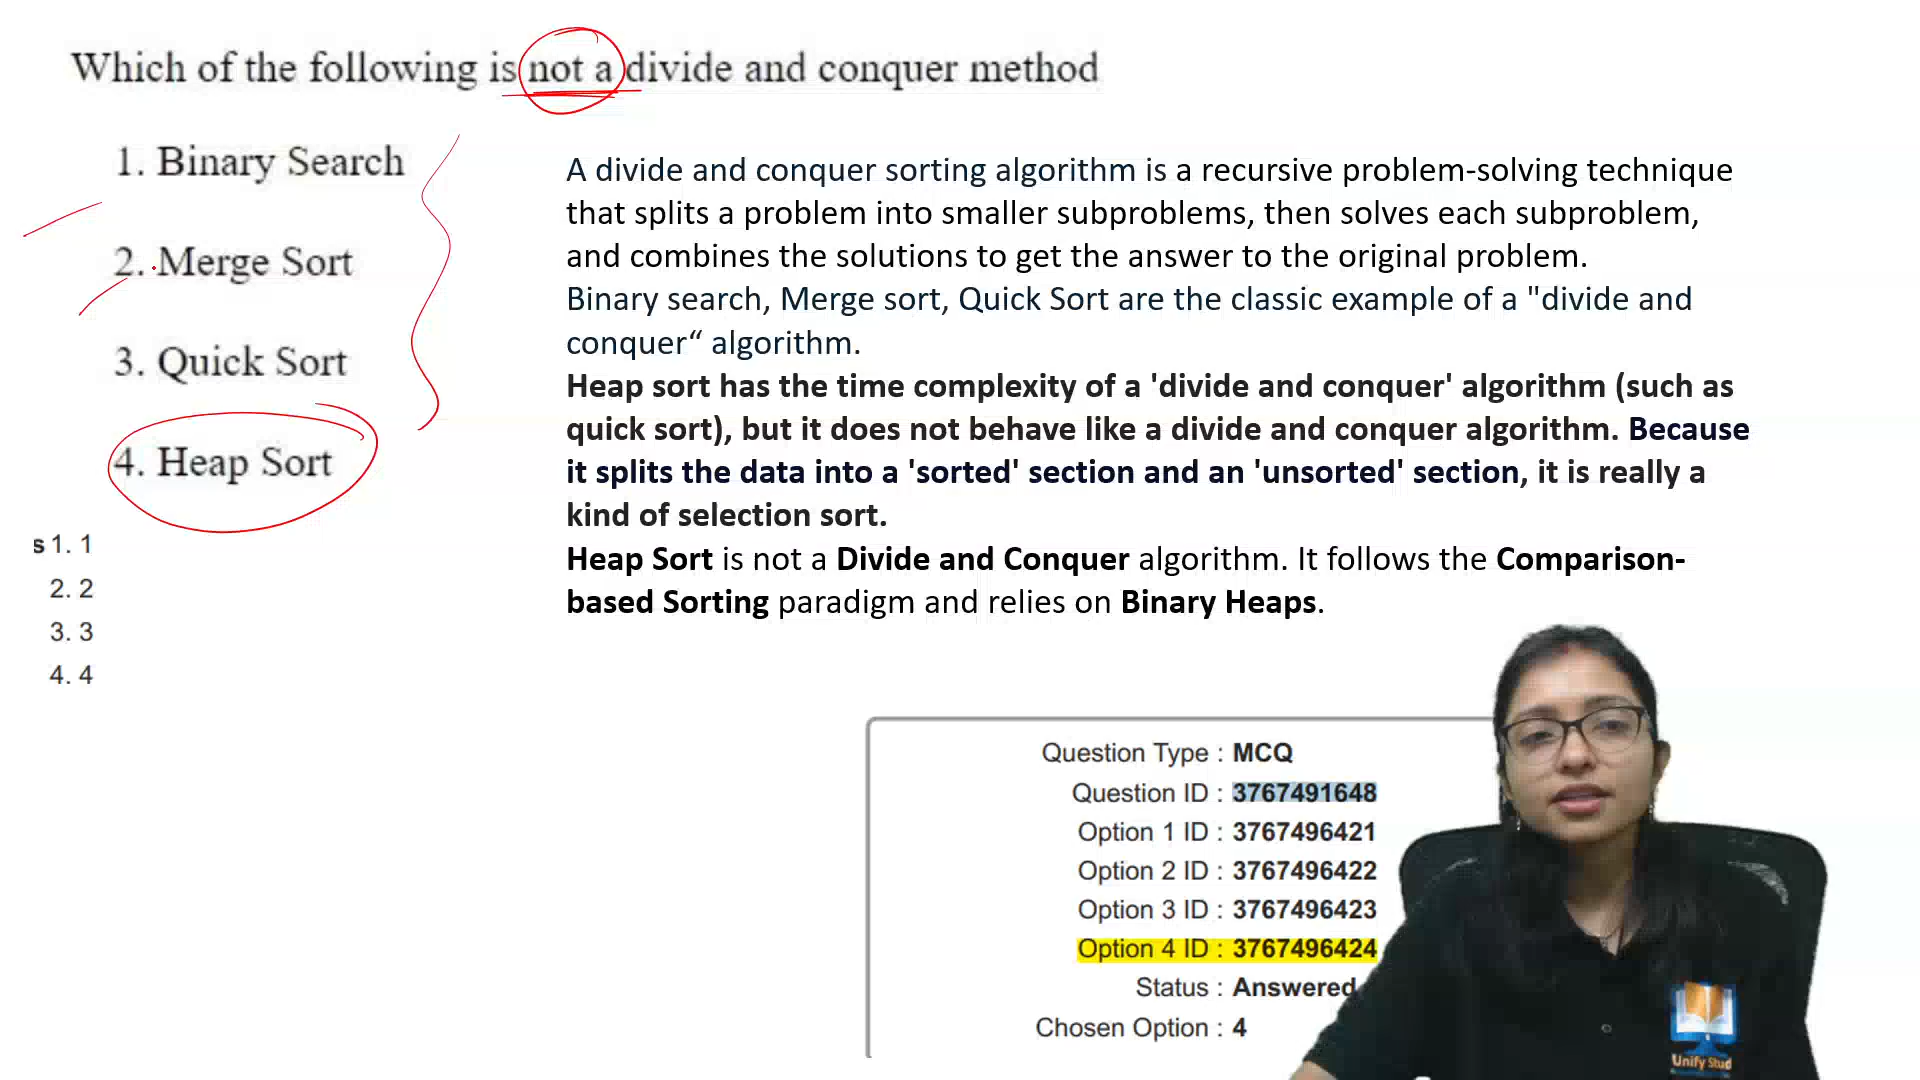 Which of the following is not a divide and conquer method
1. Binary Search
2. Merge Sort
3. Quick Sort
4. Heap Sort
s 1. 1
2. 2
3. 3
4. 4
A divide and conquer sorting algorithm is a recursive problem-solving technique
that splits a problem into smaller subproblems, then solves each subproblem,
and combines the solutions to get the answer to the original problem.
Binary search, Merge sort, Quick Sort are the classic example of a "divide and
conquer“ algorithm.
Heap sort has the time complexity of a 'divide and conquer' algorithm (such as
quick sort), but it does not behave like a divide and conquer algorithm. Because
it splits the data into a 'sorted' section and an 'unsorted' section, it is really a
kind of selection sort.
Heap Sort is not a Divide and Conquer algorithm. It follows the Comparison-
based Sorting paradigm and relies on Binary Heaps.
Question Type : MCQ
Question ID : 3767491648
Option 1 ID : 3767496421
Option 2 ID : 3767496422
Option 3 ID : 3767496423
Option 4 ID : 3767496424
Status : Answered
Chosen Option : 4
Unify Stud